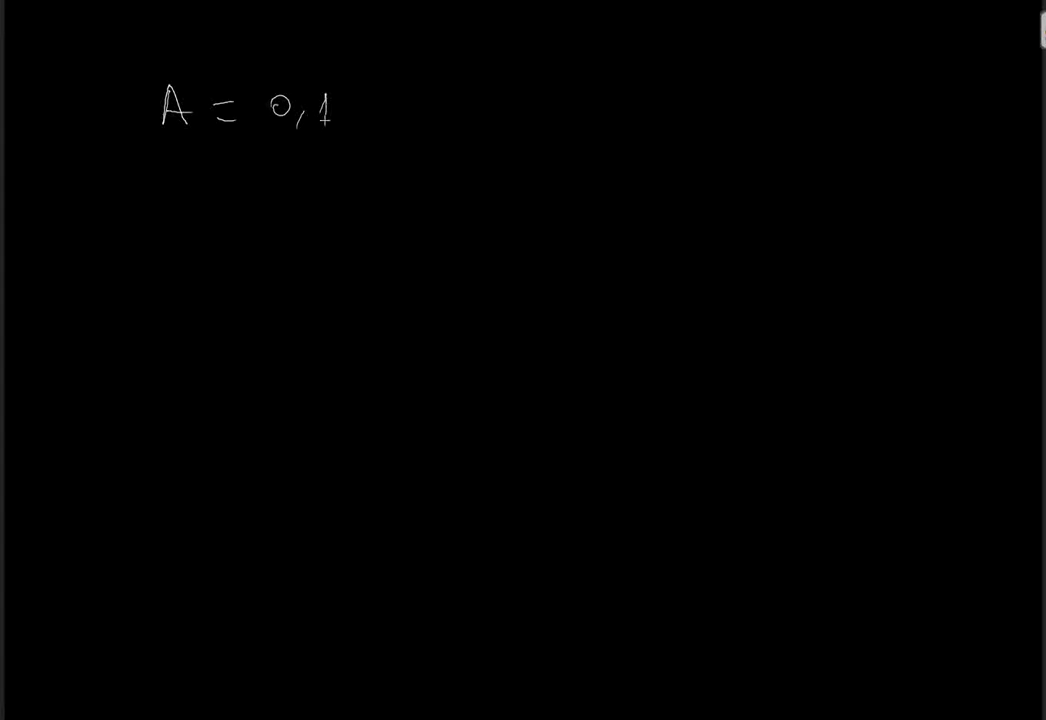 A = 0,1